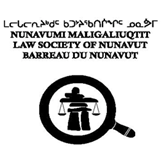 NUNAVUMI MALIGALIUQTIT
LAW SOCIETY OF NUNAVUT
BARREAU DU NUNAVUT